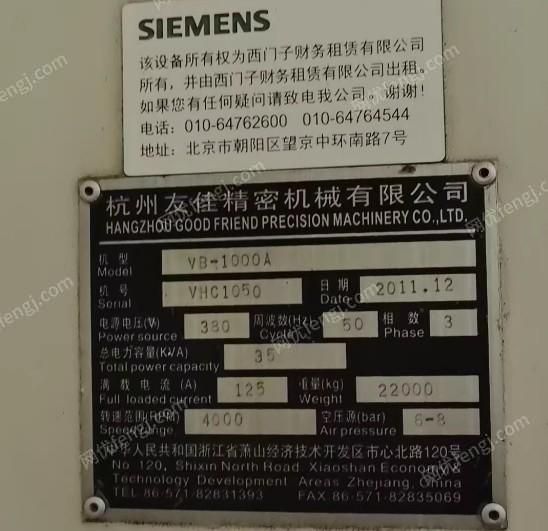 SIEMENS
该设备所有权为西门子财务租赁有限公司
所有，并由西门子财务租赁有限公司出租。
如果您有任何疑问请致电我公司。谢谢！
电话：010-64762600 010-64764544
地址：北京市朝阳区望京中环南路7号
杭州友佳精密机械有限公司
HANGZHOU GOOD FRIEND PRECISION MACHINERY CO.,LTD.
机型 Model VB-1000A
机号 Serial VHC1050 日期 Date 2011.12
电源电压(V) Power source 380 周波数(Hz) Cycle 50 相数 Phase 3
总电力容量(KVA) Total power capacity 35
满载电流(A) Full loaded current 125 重量(kg) Weight 22000
转速范围(RPM) Speed range 4000 空压源(bar) Air pressure 6-8
中华人民共和国浙江省萧山经济技术开发区市心北路120号
No 120, Shixin North Road Xiaoshan Economic
Technology Development Areas Zhejiang, China
TEL 86-571-82831393 FAX 86-571-82835069
网优fengj.com